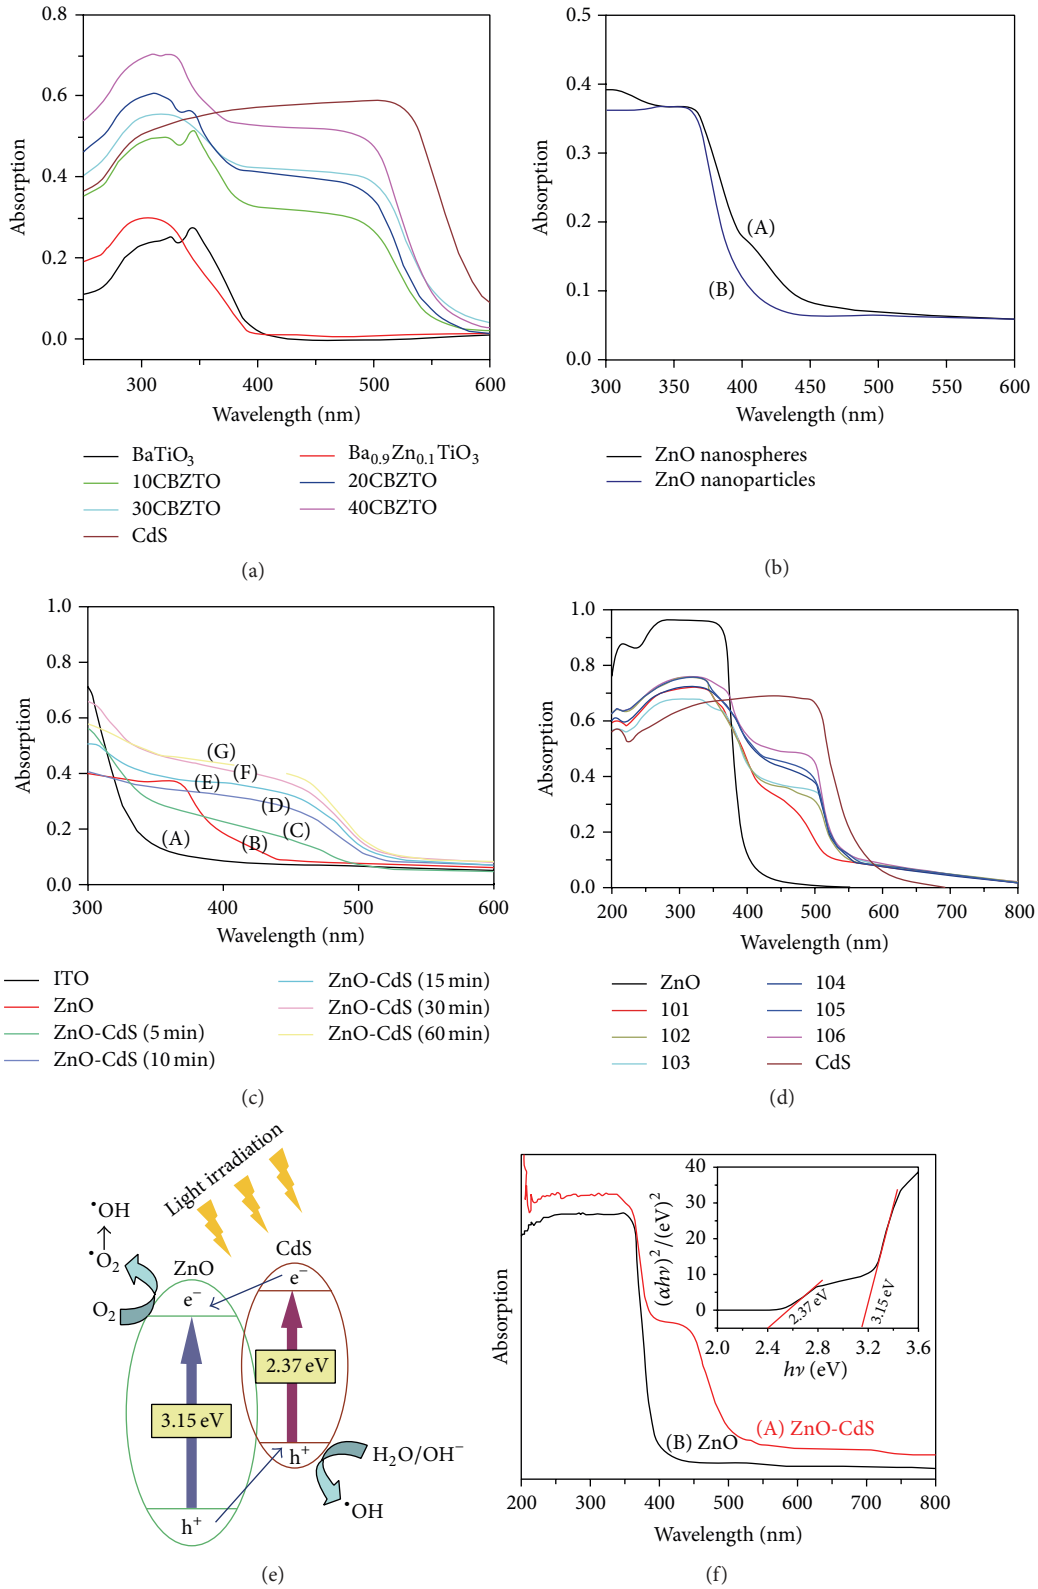 0.8
0.6
0.4
0.2
0.0
Absorption
300 400 500 600
Wavelength (nm)
BaTiO₃
Ba₀.₉Zn₀.₁TiO₃
10CBZTO
20CBZTO
30CBZTO
40CBZTO
CdS
(a)
0.5
0.4
0.3
0.2
0.1
0.0
Absorption
(A)
(B)
300 350 400 450 500 550 600
Wavelength (nm)
ZnO nanospheres
ZnO nanoparticles
(b)
1.0
0.8
0.6
0.4
0.2
0.0
Absorption
(G)
(F)
(E)
(D)
(C)
(A)
(B)
300 400 500 600
Wavelength (nm)
ITO
ZnO
ZnO-CdS (5 min)
ZnO-CdS (10 min)
ZnO-CdS (15 min)
ZnO-CdS (30 min)
ZnO-CdS (60 min)
(c)
1.0
0.8
0.6
0.4
0.2
0.0
Absorption
200 300 400 500 600 700 800
Wavelength (nm)
ZnO
101
102
103
104
105
106
CdS
(d)
Light irradiation
•OH
•O₂
O₂
ZnO
e⁻
CdS
e⁻
2.37 eV
3.15 eV
h⁺
H₂O/OH⁻
•OH
h⁺
(e)
Absorption
40
30
20
10
0
(αhν)²/(eV)²
2.37 eV
3.15 eV
2.0 2.4 2.8 3.2 3.6
hν (eV)
(A) ZnO-CdS
(B) ZnO
200 300 400 500 600 700 800
Wavelength (nm)
(f)